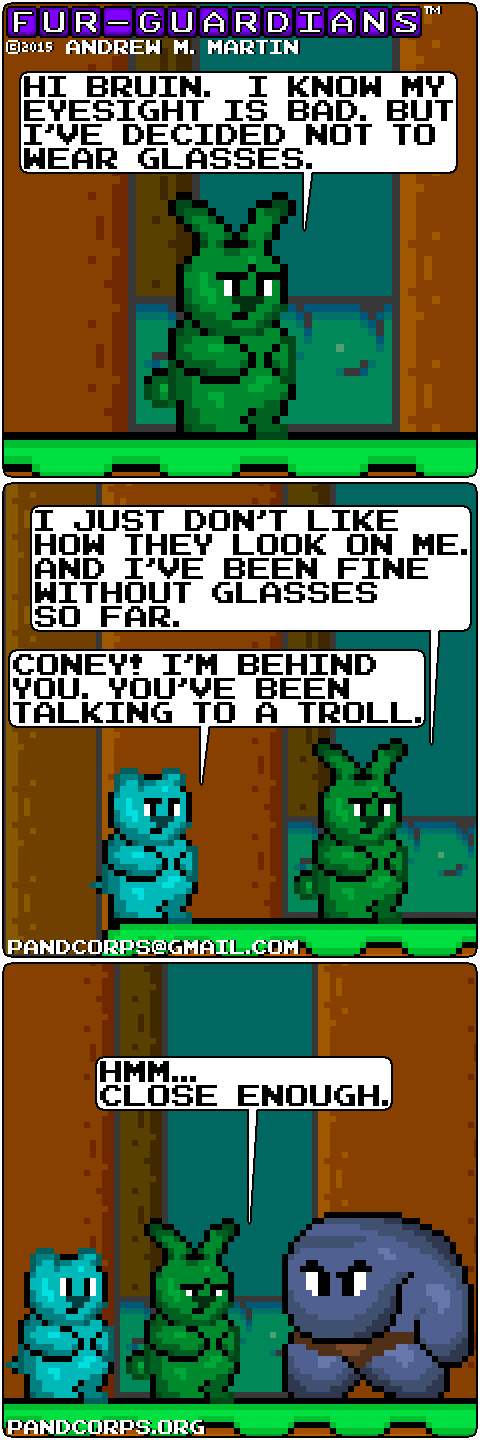 FUR-GUARDIANS™
©2015 ANDREW M. MARTIN
HI BRUIN. I KNOW MY
EYESIGHT IS BAD. BUT
I'VE DECIDED NOT TO
WEAR GLASSES.
I JUST DON'T LIKE
HOW THEY LOOK ON ME.
AND I'VE BEEN FINE
WITHOUT GLASSES
SO FAR.
CONEY! I'M BEHIND
YOU. YOU'VE BEEN
TALKING TO A TROLL.
PANDCORPS@GMAIL.COM
HMM...
CLOSE ENOUGH.
PANDCORPS.ORG